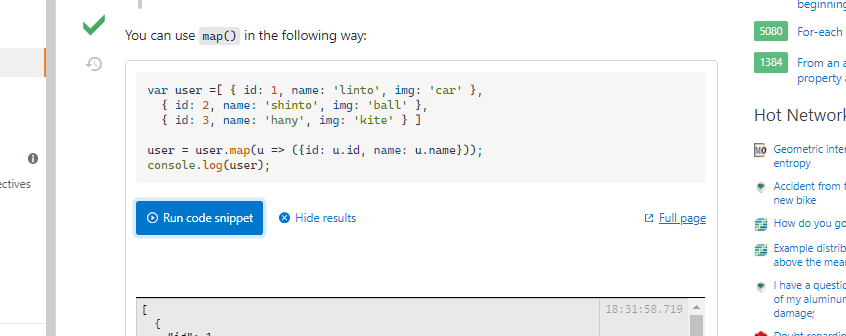 beginning
5080 For-each
1384 From an a
property a
You can use map() in the following way:
var user =[ { id: 1, name: 'linto', img: 'car' },
{ id: 2, name: 'shinto', img: 'ball' },
{ id: 3, name: 'hany', img: 'kite' } ]
user = user.map(u => ({id: u.id, name: u.name}));
console.log(user);
Run code snippet
Hide results
Full page
[
{
18:31:58.719
ectives
Hot Network
MO Geometric inter
entropy
Accident from f
new bike
How do you go
Example distrib
above the mea
I have a questic
of my aluminur
damage;